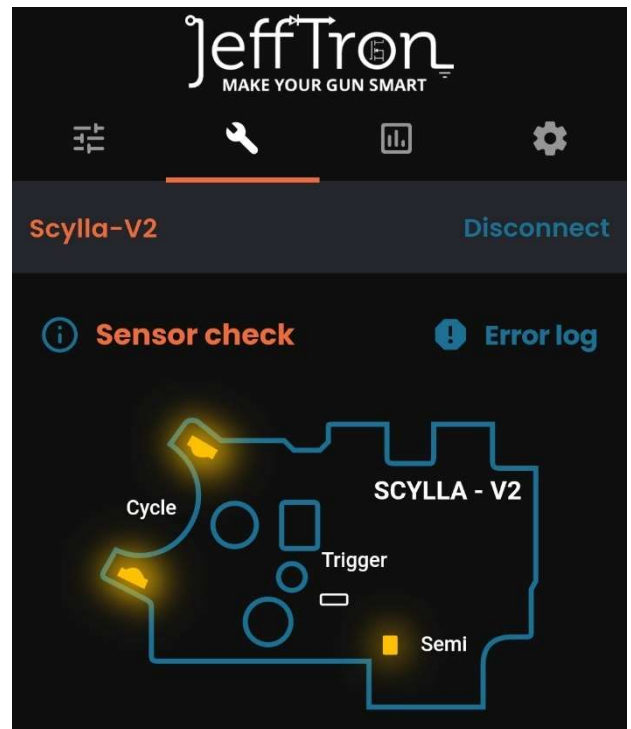 JeffTron
MAKE YOUR GUN SMART
Scylla-V2
Disconnect
Sensor check
Error log
SCYLLA - V2
Cycle
Trigger
Semi